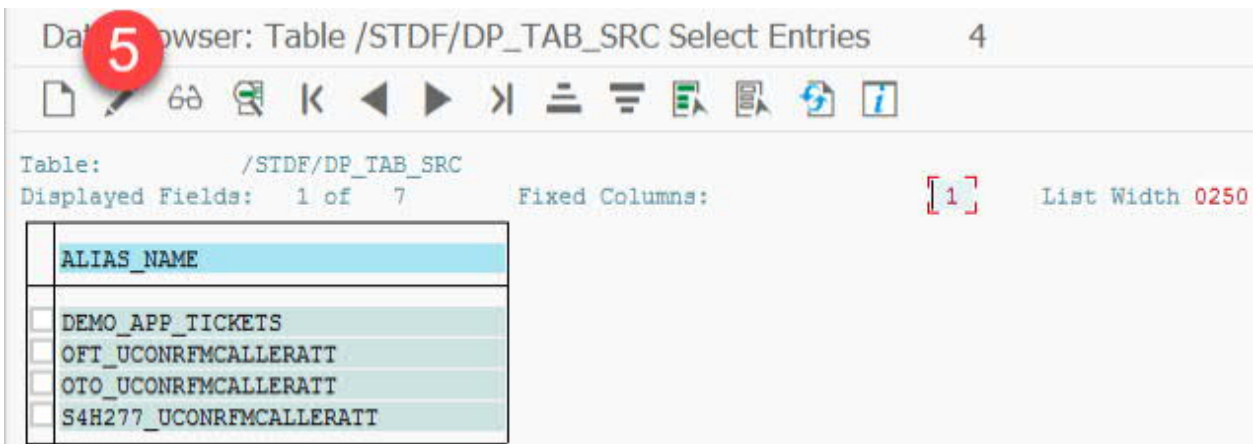 Da 5 owser: Table /STDF/DP_TAB_SRC Select Entries 4
i
Table: /STDF/DP_TAB_SRC
Displayed Fields: 1 of 7 Fixed Columns: 1 List Width 0250
ALIAS_NAME
DEMO_APP_TICKETS
OFT_UCONRFMCALLERATT
OTO_UCONRFMCALLERATT
S4H277_UCONRFMCALLERATT